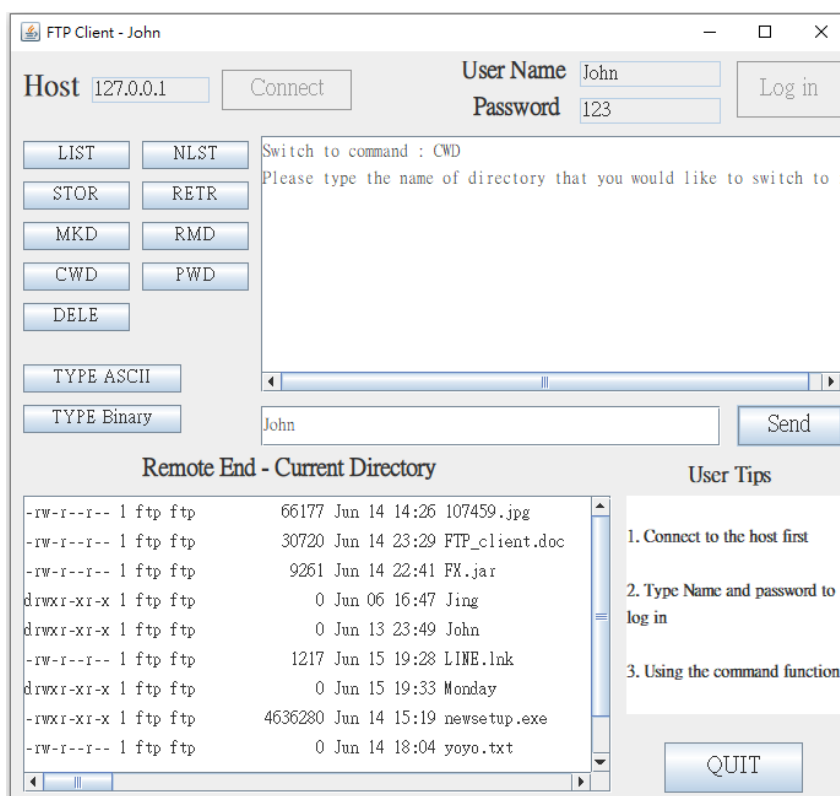 FTP Client - John
Host 127.0.0.1 Connect
User Name John
Password 123
Log in
LIST NLST
STOR RETR
MKD RMD
CWD PWD
DELE
TYPE ASCII
TYPE Binary
Switch to command : CWD
Please type the name of directory that you would like to switch to
John
Send
Remote End - Current Directory
-rw-r--r-- 1 ftp ftp 66177 Jun 14 14:26 107459.jpg
-rw-r--r-- 1 ftp ftp 30720 Jun 14 23:29 FTP_client.doc
-rw-r--r-- 1 ftp ftp 9261 Jun 14 22:41 FX.jar
drwxr-xr-x 1 ftp ftp 0 Jun 06 16:47 Jing
drwxr-xr-x 1 ftp ftp 0 Jun 13 23:49 John
-rw-r--r-- 1 ftp ftp 1217 Jun 15 19:28 LINE.lnk
drwxr-xr-x 1 ftp ftp 0 Jun 15 19:33 Monday
-rwxr-xr-x 1 ftp ftp 4636280 Jun 14 15:19 newsetup.exe
-rw-r--r-- 1 ftp ftp 0 Jun 14 18:04 yoyo.txt
User Tips
1. Connect to the host first
2. Type Name and password to
log in
3. Using the command function
QUIT